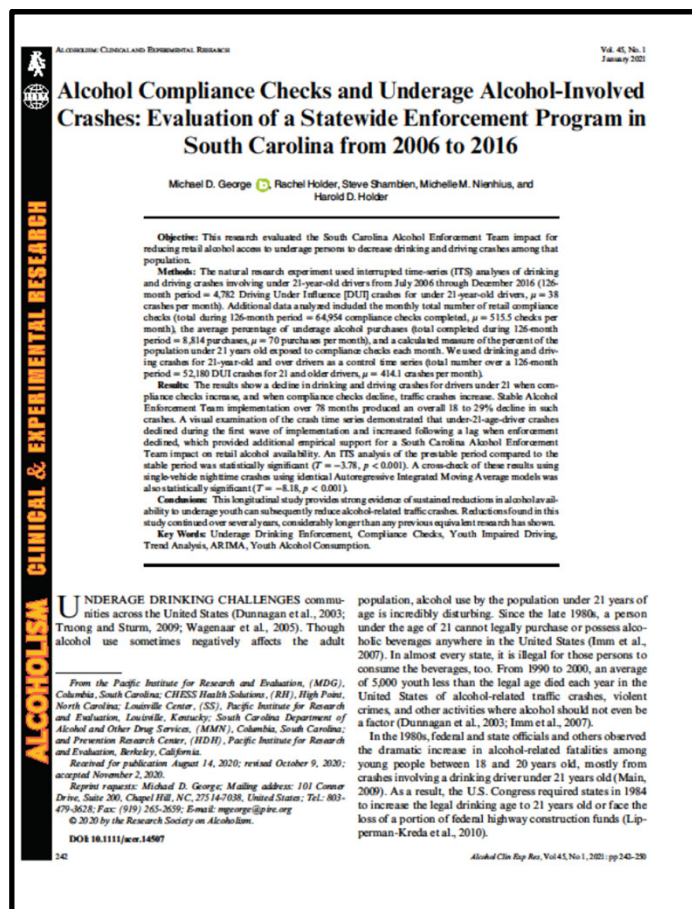 ALCOHOLISM: CLINICAL AND EXPERIMENTAL RESEARCH
Vol. 45, No. 1
January 2021
Alcohol Compliance Checks and Underage Alcohol-Involved
Crashes: Evaluation of a Statewide Enforcement Program in
South Carolina from 2006 to 2016
Michael D. George iD, Rachel Holder, Steve Shamblen, Michelle M. Nienhius, and
Harold D. Holder
Objective: This research evaluated the South Carolina Alcohol Enforcement Team impact for
reducing retail alcohol access to underage persons to decrease drinking and driving crashes among that
population.
Methods: The natural research experiment used interrupted time-series (ITS) analyses of drinking
and driving crashes involving under 21-year-old drivers from July 2006 through December 2016 (126-
month period = 4,782 Driving Under Influence [DUI] crashes for under 21-year-old drivers, μ = 38
crashes per month). Additional data analyzed included the monthly total number of retail compliance
checks (total during 126-month period = 64,954 compliance checks completed, μ = 515.5 checks per
month), the average percentage of underage alcohol purchases (total completed during 126-month
period = 8,814 purchases, μ = 70 purchases per month), and a calculated measure of the percent of the
population under 21 years old exposed to compliance checks each month. We used drinking and driv-
ing crashes for 21-year-old and over drivers as a control time series (total number over a 126-month
period = 52,180 DUI crashes for 21 and older drivers, μ = 414.1 crashes per month).
Results: The results show a decline in drinking and driving crashes for drivers under 21 when com-
pliance checks increase, and when compliance checks decline, traffic crashes increase. Stable Alcohol
Enforcement Team implementation over 78 months produced an overall 18 to 29% decline in such
crashes. A visual examination of the crash time series demonstrated that under-21-age-driver crashes
declined during the first wave of implementation and increased following a lag when enforcement
declined, which provided additional empirical support for a South Carolina Alcohol Enforcement
Team impact on retail alcohol availability. An ITS analysis of the prestable period compared to the
stable period was statistically significant (T = −3.78, p < 0.001). A cross-check of these results using
single-vehicle nighttime crashes using identical Autoregressive Integrated Moving Average models was
also statistically significant (T = −8.18, p < 0.001).
Conclusions: This longitudinal study provides strong evidence of sustained reductions in alcohol avail-
ability to underage youth can subsequently reduce alcohol-related traffic crashes. Reductions found in this
study continued over several years, considerably longer than any previous equivalent research has shown.
Key Words: Underage Drinking Enforcement, Compliance Checks, Youth Impaired Driving,
Trend Analysis, ARIMA, Youth Alcohol Consumption.
UNDERAGE DRINKING CHALLENGES commu-
nities across the United States (Dunnagan et al., 2003;
Truong and Sturm, 2009; Wagenaar et al., 2005). Though
alcohol use sometimes negatively affects the adult
From the Pacific Institute for Research and Evaluation, (MDG),
Columbia, South Carolina; CHESS Health Solutions, (RH), High Point,
North Carolina; Louisville Center, (SS), Pacific Institute for Research
and Evaluation, Louisville, Kentucky; South Carolina Department of
Alcohol and Other Drug Services, (MMN), Columbia, South Carolina;
and Prevention Research Center, (HDH), Pacific Institute for Research
and Evaluation, Berkeley, California.
Received for publication August 14, 2020; revised October 9, 2020;
accepted November 2, 2020.
Reprint requests: Michael D. George; Mailing address: 101 Conner
Drive, Suite 200, Chapel Hill, NC, 27514-7038, United States; Tel.: 803-
479-3628; Fax: (919) 265-2659; E-mail: mgeorge@pire.org
© 2020 by the Research Society on Alcoholism.
DOI: 10.1111/acer.14507
population, alcohol use by the population under 21 years of
age is incredibly disturbing. Since the late 1980s, a person
under the age of 21 cannot legally purchase or possess alco-
holic beverages anywhere in the United States (Imm et al.,
2007). In almost every state, it is illegal for those persons to
consume the beverages, too. From 1990 to 2000, an average
of 5,000 youth less than the legal age died each year in the
United States of alcohol-related traffic crashes, violent
crimes, and other activities where alcohol should not even be
a factor (Dunnagan et al., 2003; Imm et al., 2007).
In the 1980s, federal and state officials and others observed
the dramatic increase in alcohol-related fatalities among
young people between 18 and 20 years old, mostly from
crashes involving a drinking driver under 21 years old (Main,
2009). As a result, the U.S. Congress required states in 1984
to increase the legal drinking age to 21 years old or face the
loss of a portion of federal highway construction funds (Lip-
perman-Kreda et al., 2010).
242
Alcohol Clin Exp Res, Vol 45, No 1, 2021: pp 242–250
ALCOHOLISM CLINICAL & EXPERIMENTAL RESEARCH